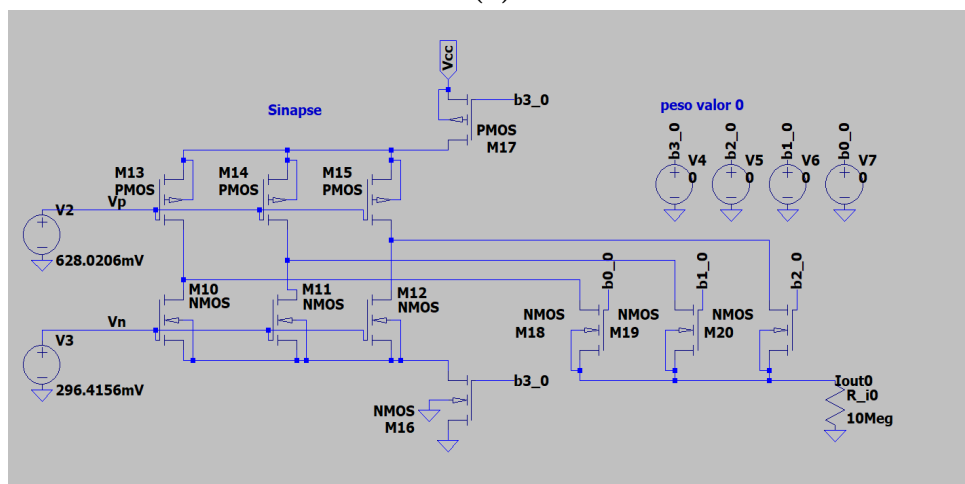 Vcc
b3_0
PMOS
M17
Sinapse
peso valor 0
b3_0
V4
0
b2_0
V5
0
b1_0
V6
0
b0_0
V7
0
M13
PMOS
M14
PMOS
M15
PMOS
V2
Vp
628.0206mV
M10
NMOS
M11
NMOS
M12
NMOS
V3
Vn
296.4156mV
b0_0
b1_0
b2_0
NMOS
M18
NMOS
M19
NMOS
M20
b3_0
NMOS
M16
Iout0
R_i0
10Meg